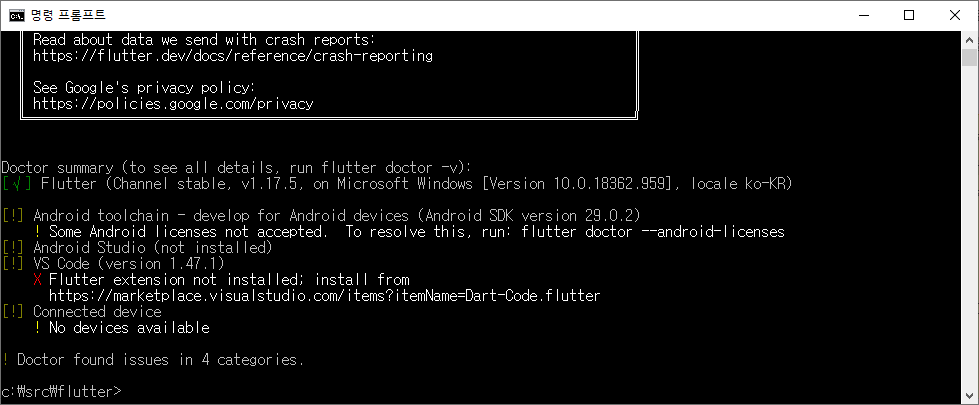 명령 프롬프트
Read about data we send with crash reports:
https://flutter.dev/docs/reference/crash-reporting
See Google's privacy policy:
https://policies.google.com/privacy
Doctor summary (to see all details, run flutter doctor -v):
[√] Flutter (Channel stable, v1.17.5, on Microsoft Windows [Version 10.0.18362.959], locale ko-KR)
[!] Android toolchain - develop for Android devices (Android SDK version 29.0.2)
! Some Android licenses not accepted.  To resolve this, run: flutter doctor --android-licenses
[!] Android Studio (not installed)
[!] VS Code (version 1.47.1)
X Flutter extension not installed; install from
https://marketplace.visualstudio.com/items?itemName=Dart-Code.flutter
[!] Connected device
! No devices available
! Doctor found issues in 4 categories.
c:₩src₩flutter>